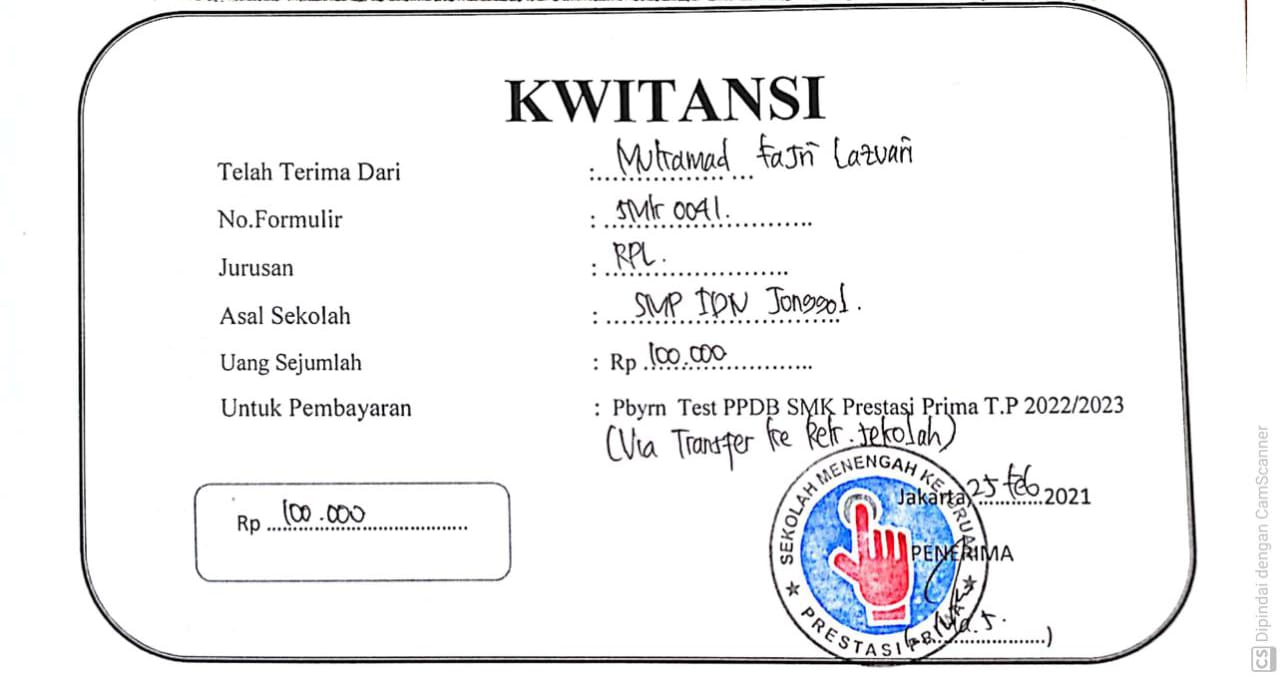 KWITANSI
Telah Terima Dari : Muhamad Fajri Lazuari
No.Formulir : SMK 0041.
Jurusan : RPL.
Asal Sekolah : SMP IDN Jonggol.
Uang Sejumlah : Rp 100.000
Untuk Pembayaran : Pbyrn Test PPDB SMK Prestasi Prima T.P 2022/2023
(Via Transfer ke Rek. sekolah)
SEKOLAH MENENGAH KEJURUAN
Jakarta, 25 Feb 2021
Rp 100.000
PENERIMA
PRESTASI PRIMA
CS Dipindai dengan CamScanner